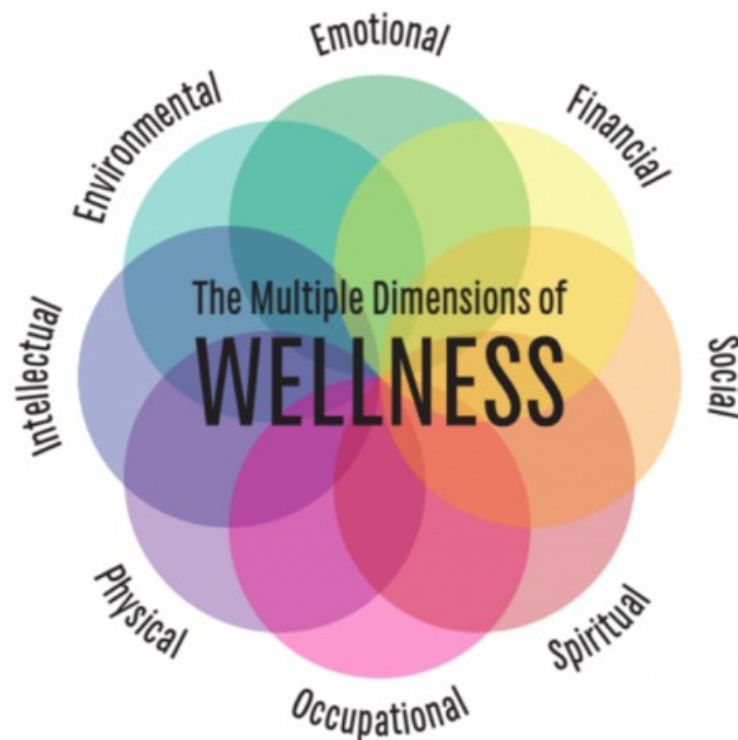 Emotional
Financial
Social
Spiritual
Occupational
Physical
Intellectual
Environmental
The Multiple Dimensions of
WELLNESS